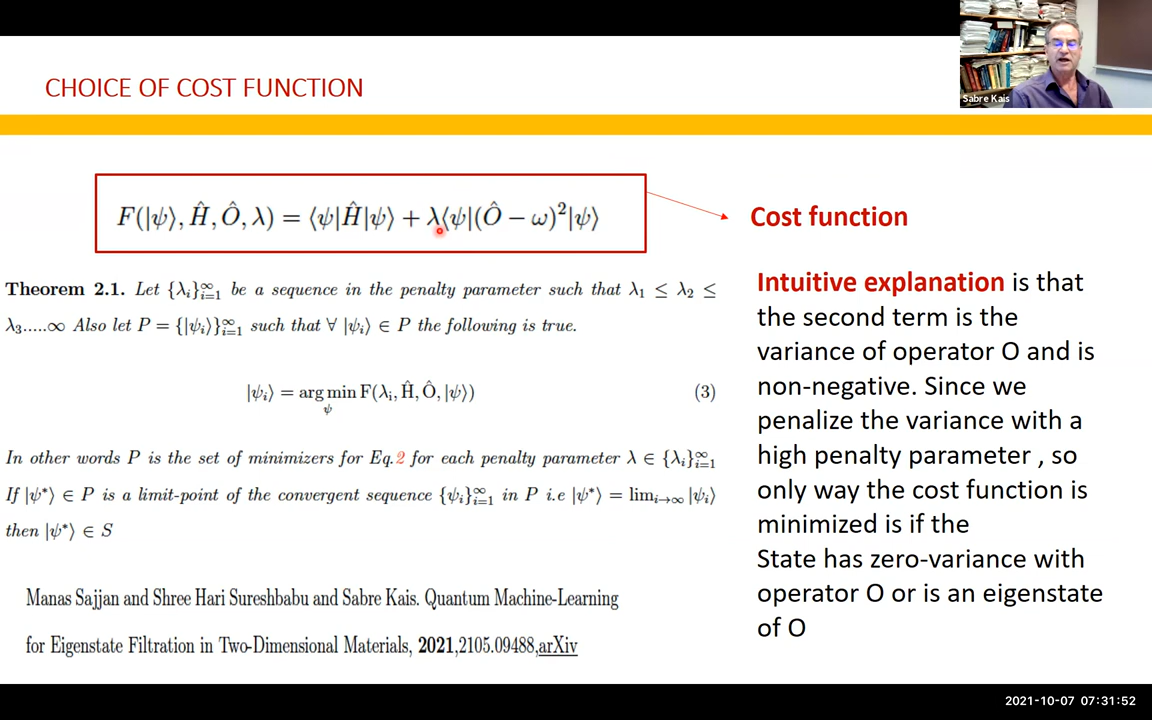 CHOICE OF COST FUNCTION
Sabre Kais
F(|ψ⟩, Ĥ, Ô, λ) = ⟨ψ|Ĥ|ψ⟩ + λ⟨ψ|(Ô − ω)²|ψ⟩
Cost function
Theorem 2.1. Let {λᵢ}ᵢ₌₁^∞ be a sequence in the penalty parameter such that λ₁ ≤ λ₂ ≤
λ₃.....∞ Also let P = {|ψᵢ⟩}ᵢ₌₁^∞ such that ∀ |ψᵢ⟩ ∈ P the following is true.
|ψᵢ⟩ = arg min F(λᵢ, Ĥ, Ô, |ψ⟩) (3)
ψ
In other words P is the set of minimizers for Eq.2 for each penalty parameter λ ∈ {λᵢ}ᵢ₌₁^∞
If |ψ*⟩ ∈ P is a limit-point of the convergent sequence {ψᵢ}ᵢ₌₁^∞ in P i.e |ψ*⟩ = limᵢ→∞ |ψᵢ⟩
then |ψ*⟩ ∈ S
Intuitive explanation is that
the second term is the
variance of operator O and is
non-negative. Since we
penalize the variance with a
high penalty parameter , so
only way the cost function is
minimized is if the
State has zero-variance with
operator O or is an eigenstate
of O
Manas Sajjan and Shree Hari Sureshbabu and Sabre Kais. Quantum Machine-Learning
for Eigenstate Filtration in Two-Dimensional Materials, 2021,2105.09488,arXiv
2021-10-07 07:31:52